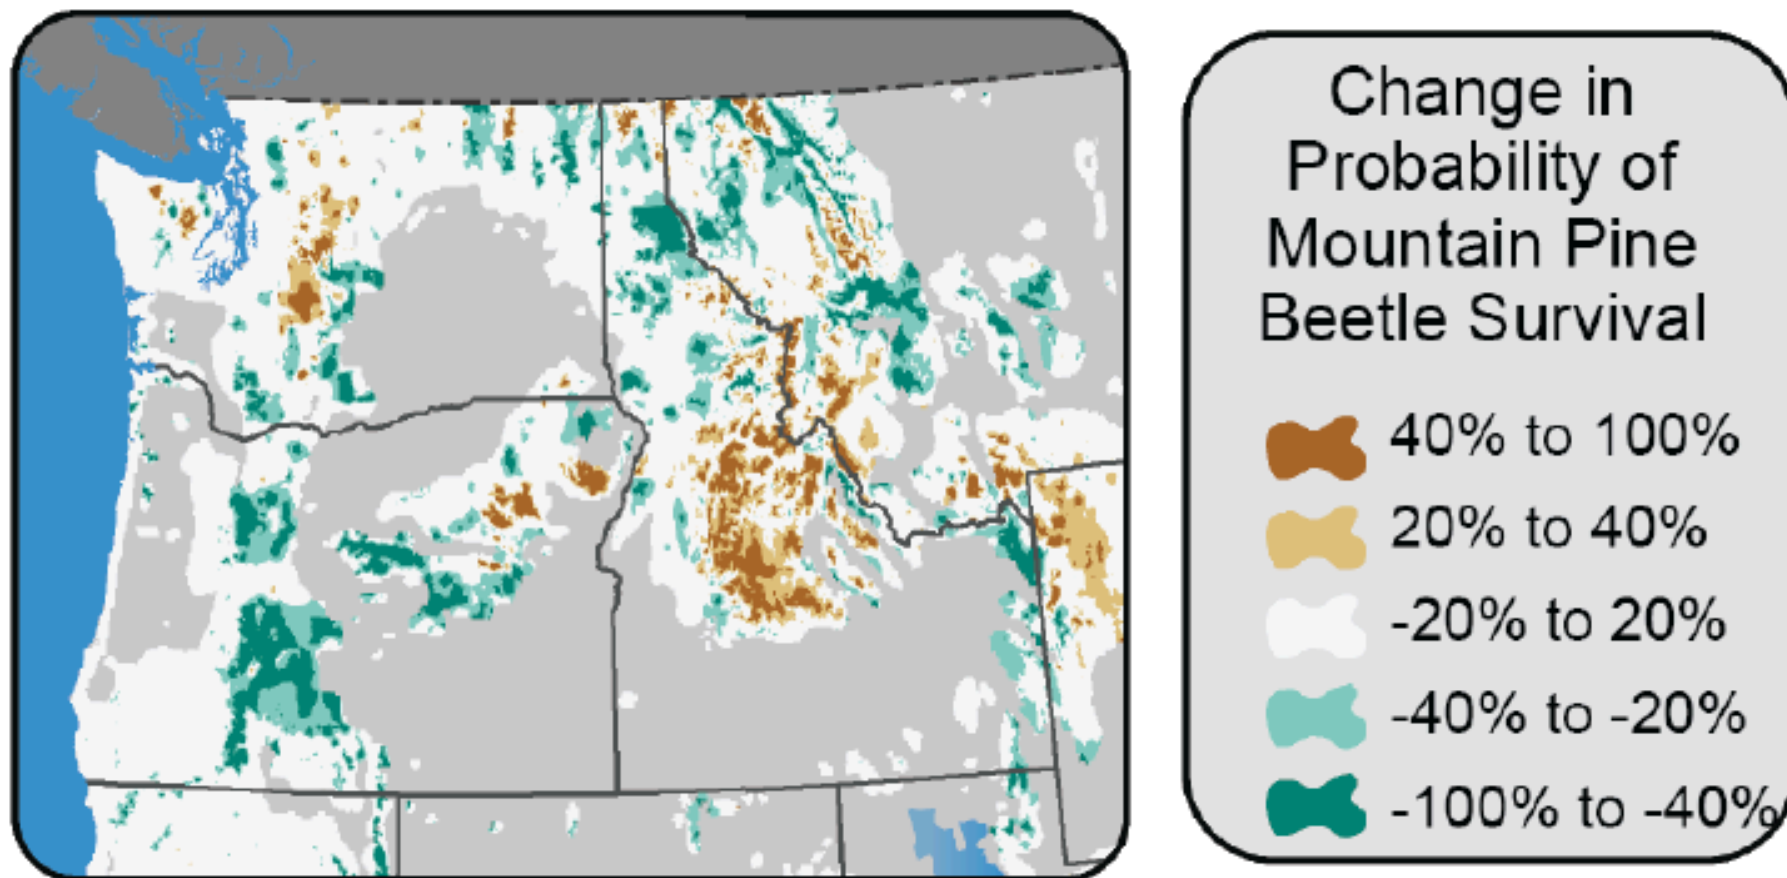 Change in
Probability of
Mountain Pine
Beetle Survival
40% to 100%
20% to 40%
-20% to 20%
-40% to -20%
-100% to -40%